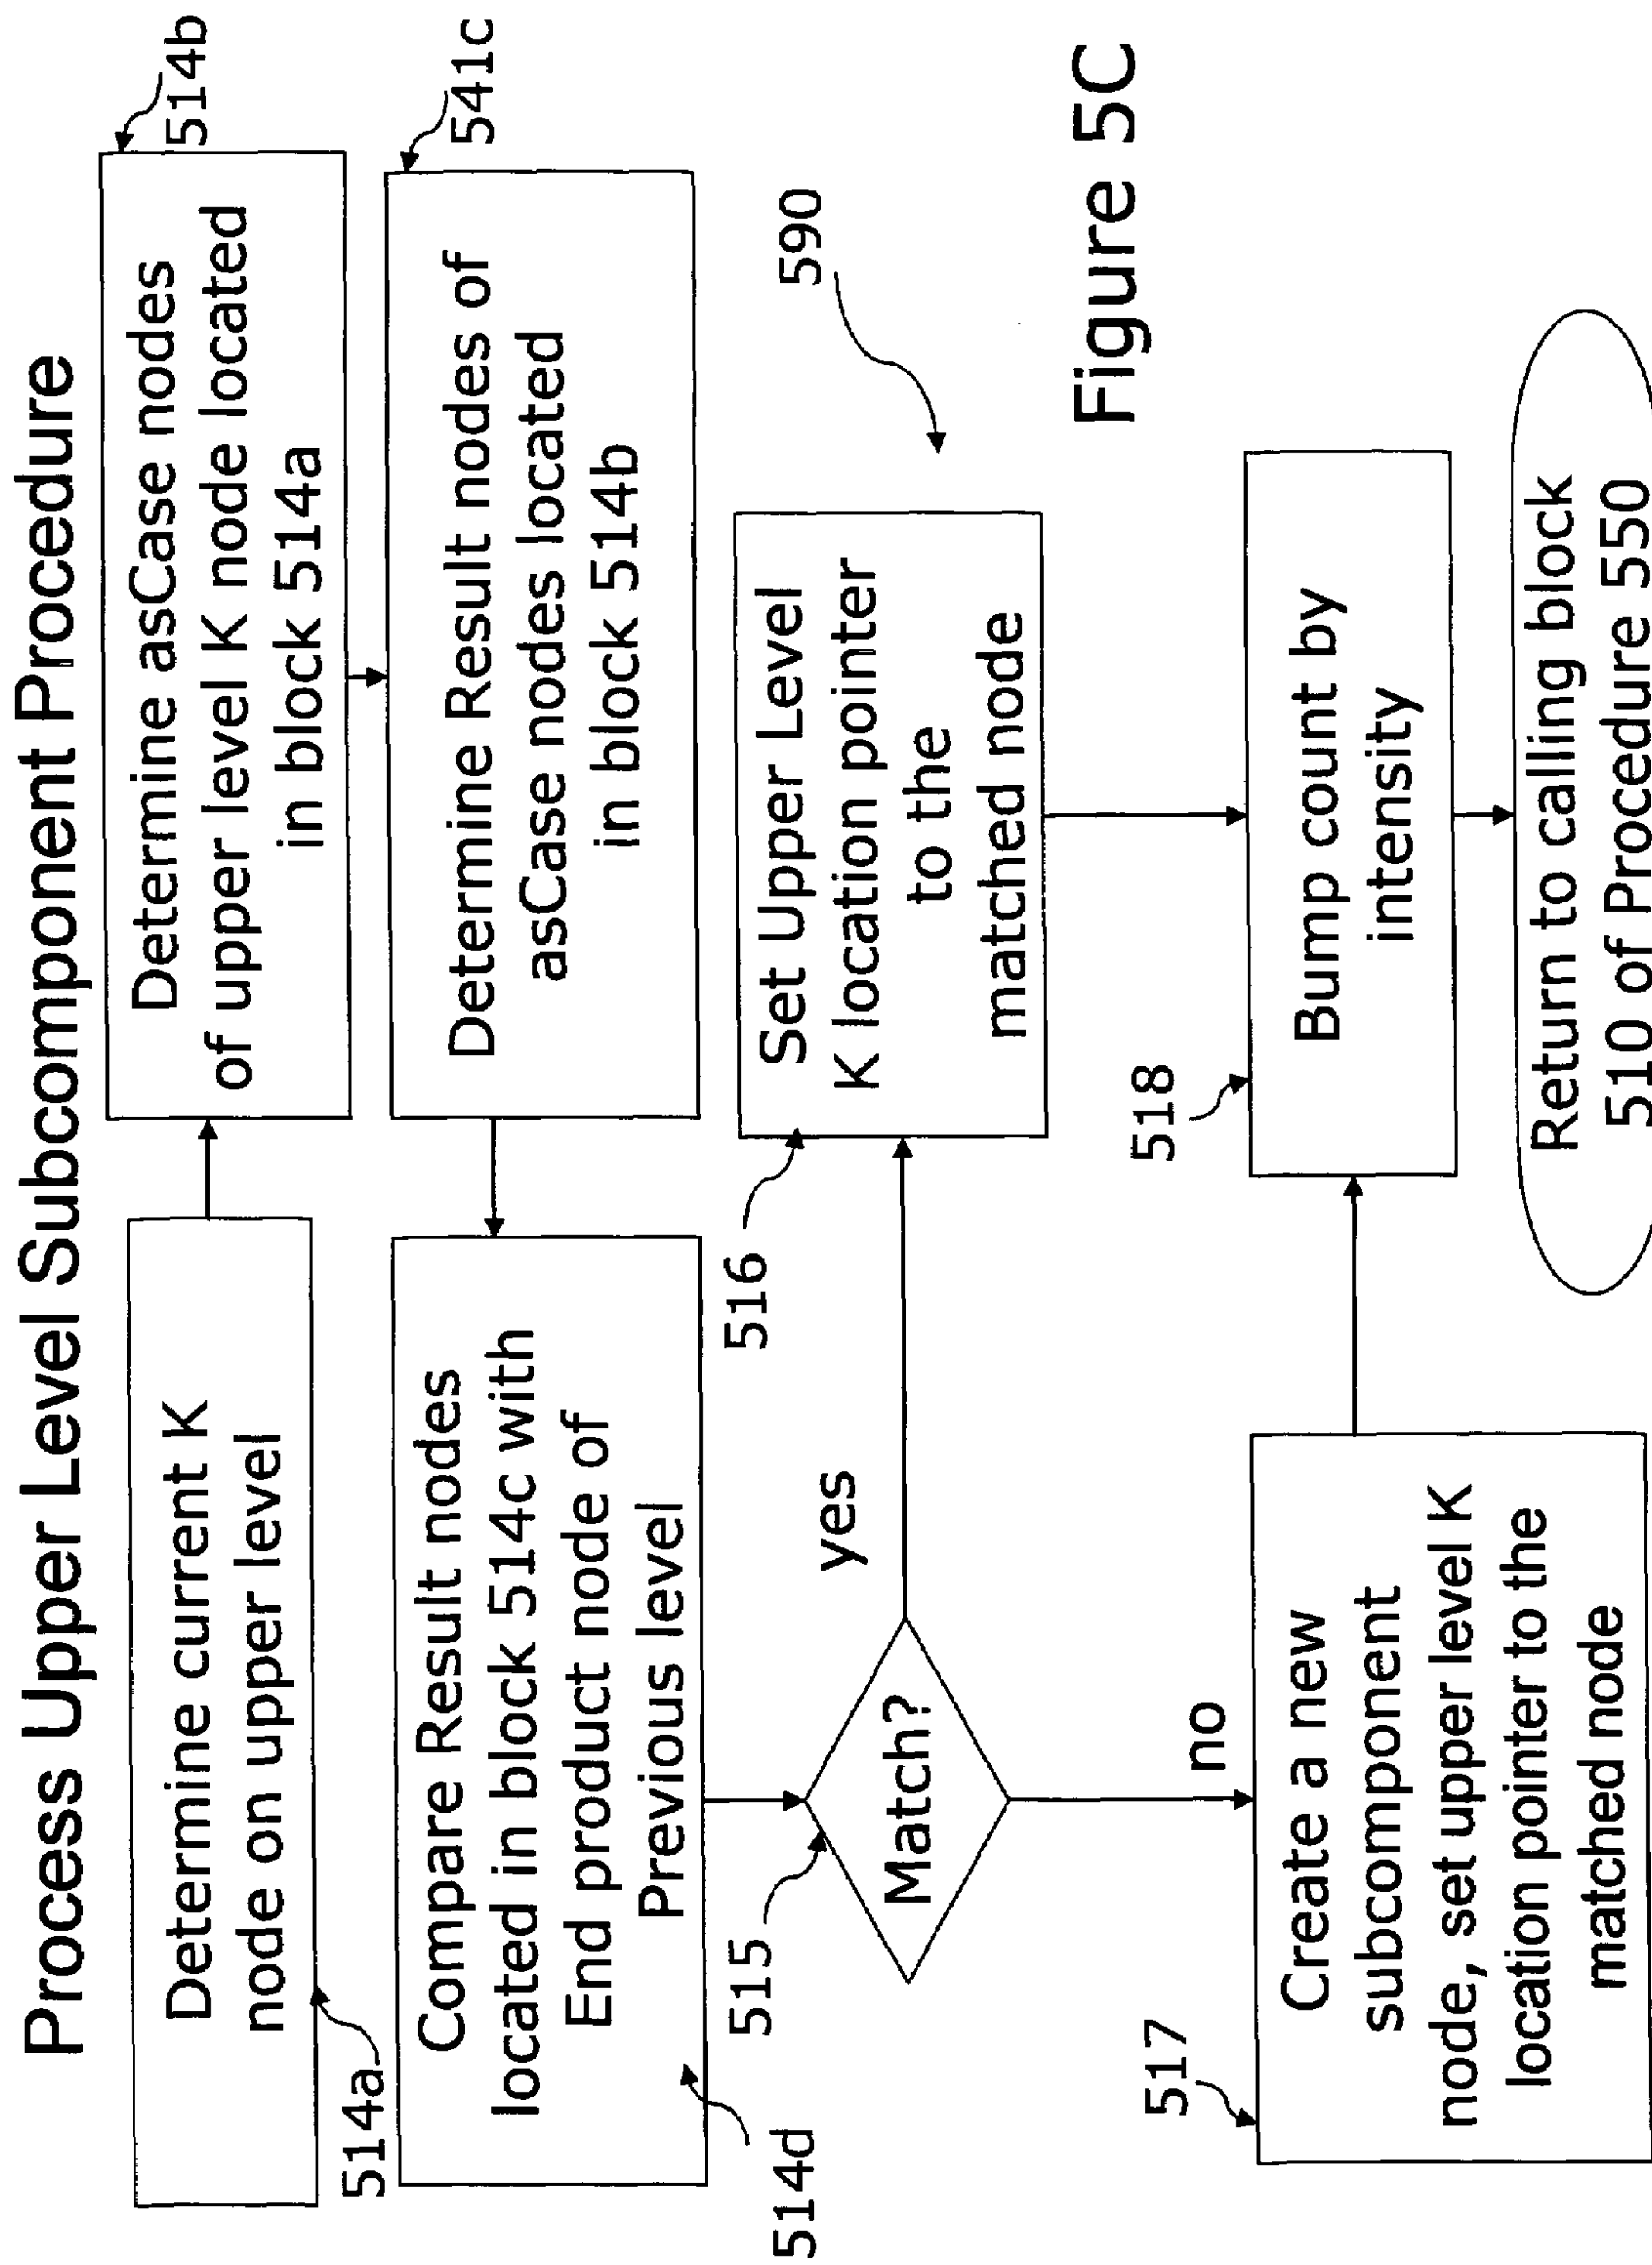 Process Upper Level Subcomponent Procedure
Determine current K
node on upper level
514a
Determine asCase nodes
of upper level K node located
in block 514a
514b
Determine Result nodes of
asCase nodes located
in block 514b
541c
Compare Result nodes
located in block 514c with
End product node of
Previous level
514d
515
Match?
yes
no
516
Set Upper Level
K location pointer
to the
matched node
590
517
Create a new
subcomponent
node, set upper level K
location pointer to the
matched node
518
Bump count by
intensity
Return to calling block
510 of Procedure 550
Figure 5C